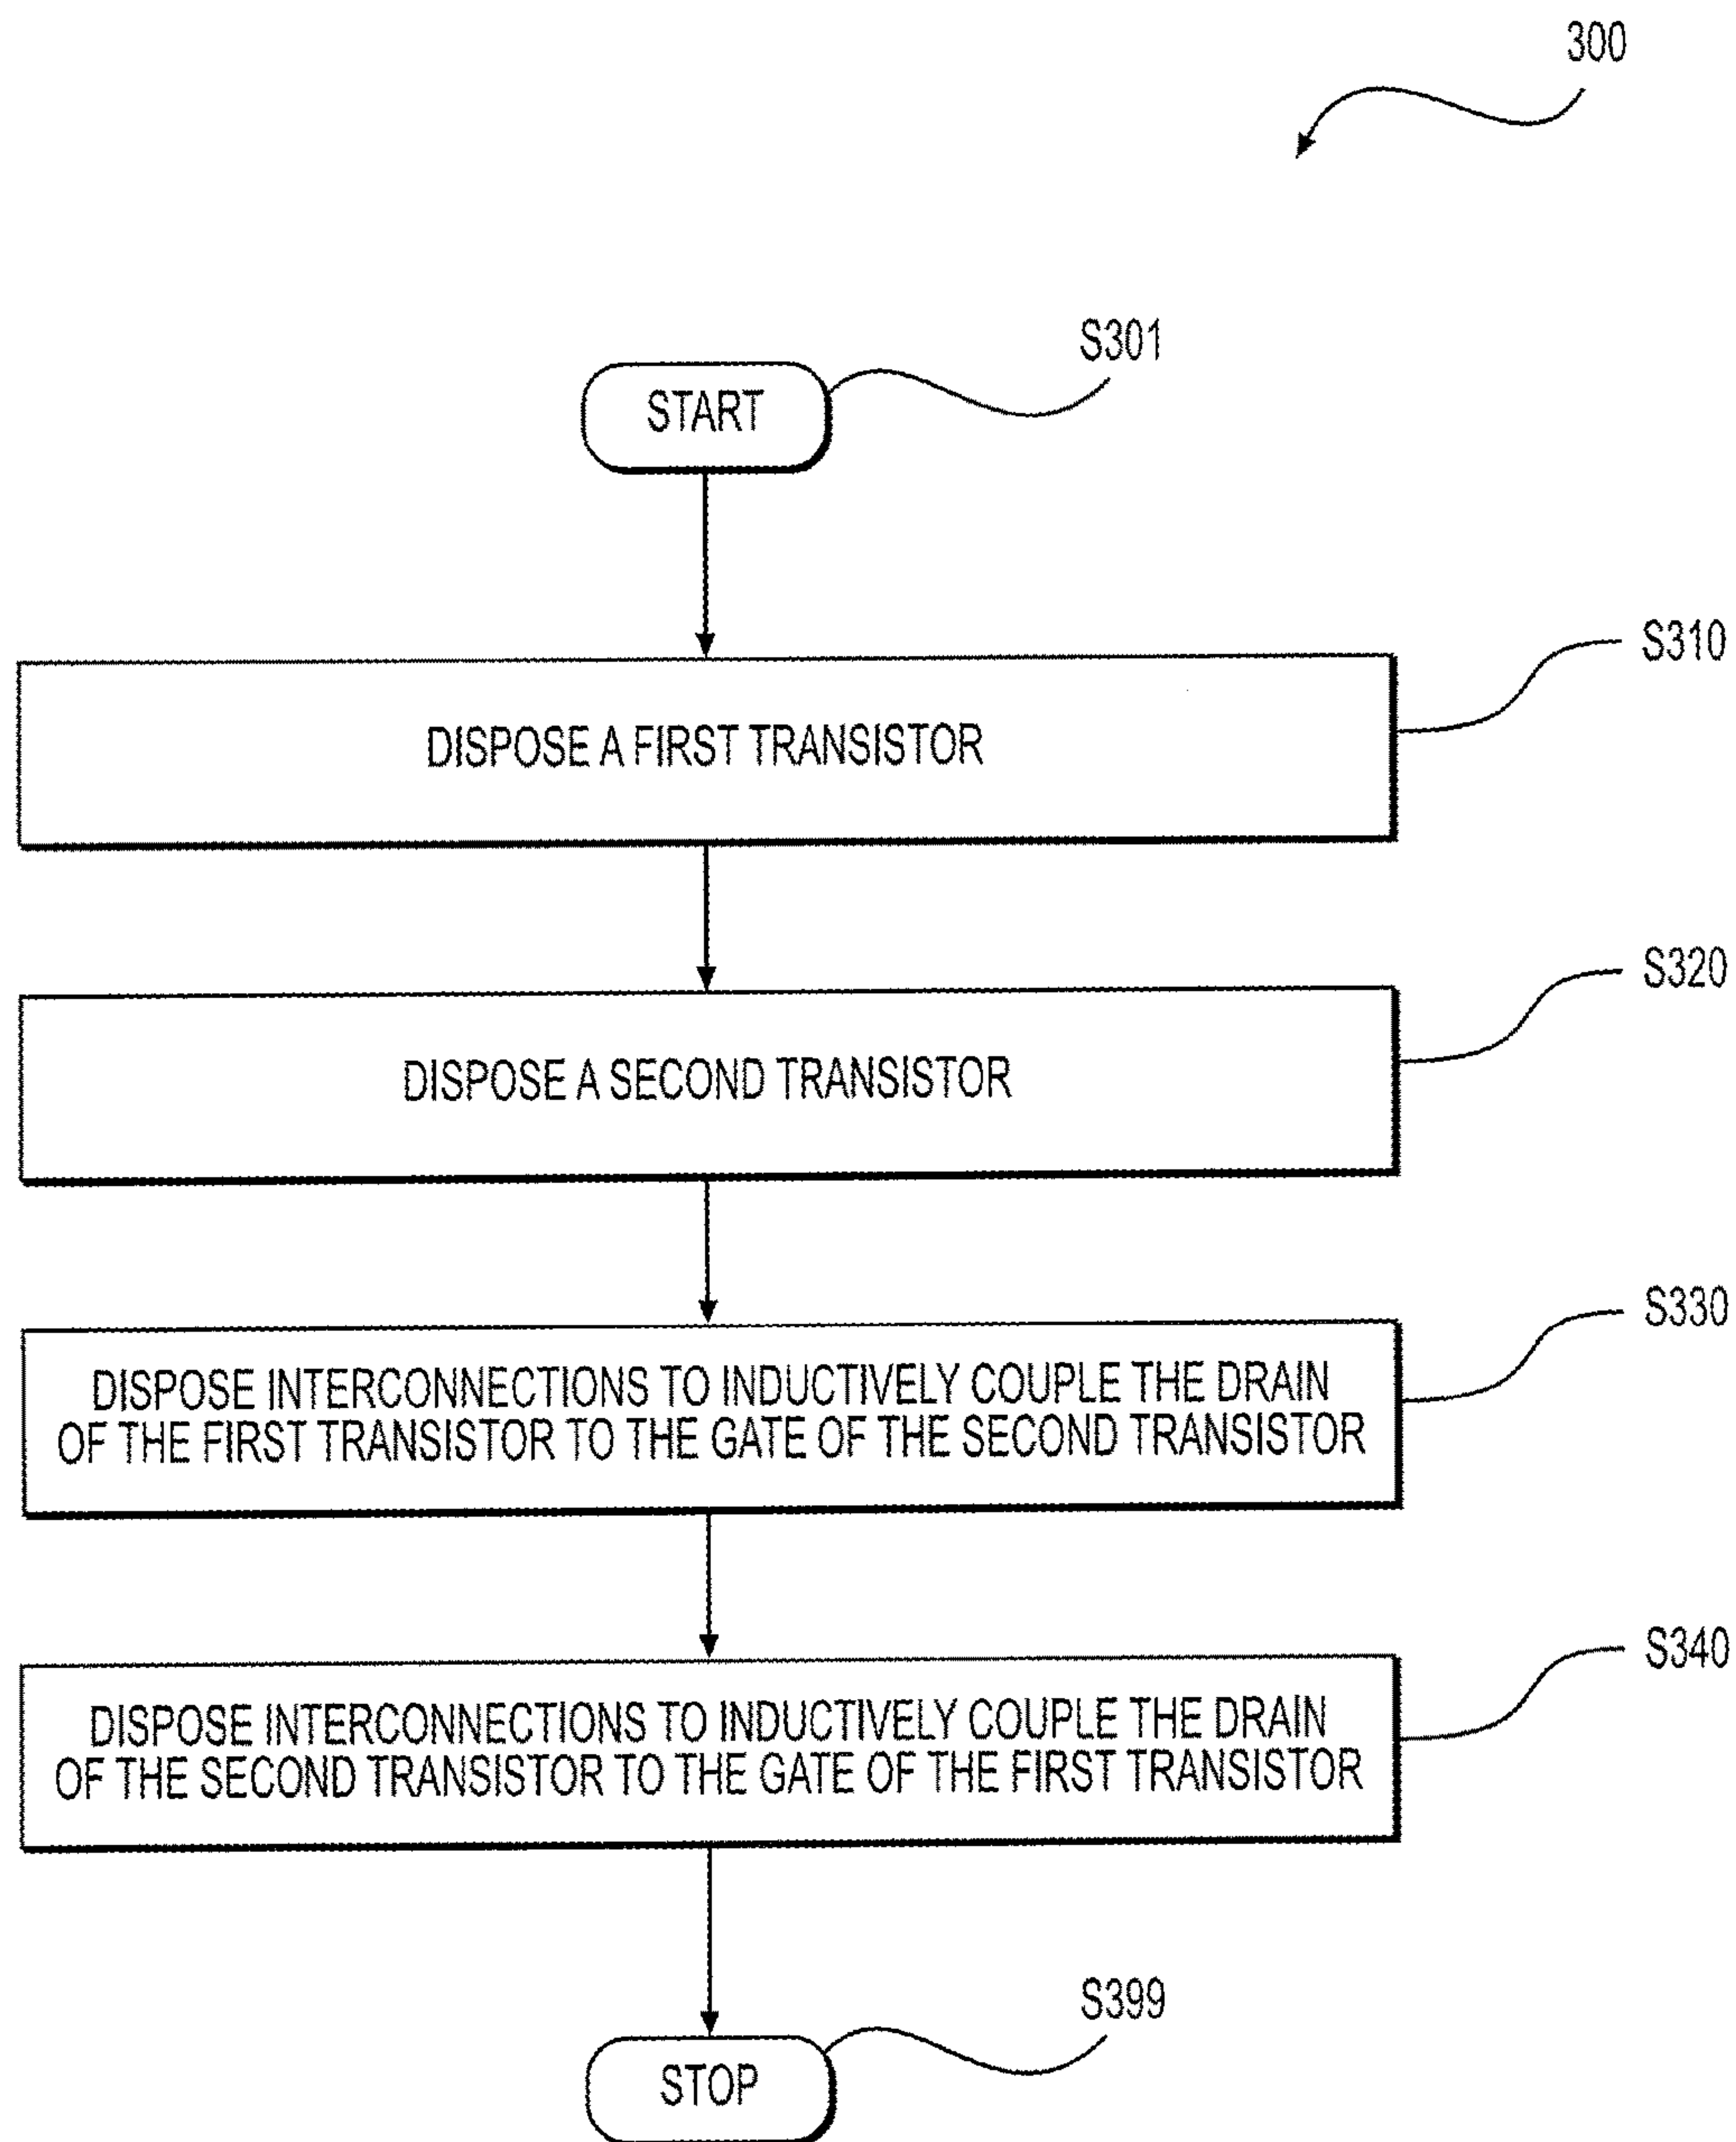 300
S301
START
S310
DISPOSE A FIRST TRANSISTOR
S320
DISPOSE A SECOND TRANSISTOR
S330
DISPOSE INTERCONNECTIONS TO INDUCTIVELY COUPLE THE DRAIN
OF THE FIRST TRANSISTOR TO THE GATE OF THE SECOND TRANSISTOR
S340
DISPOSE INTERCONNECTIONS TO INDUCTIVELY COUPLE THE DRAIN
OF THE SECOND TRANSISTOR TO THE GATE OF THE FIRST TRANSISTOR
S399
STOP